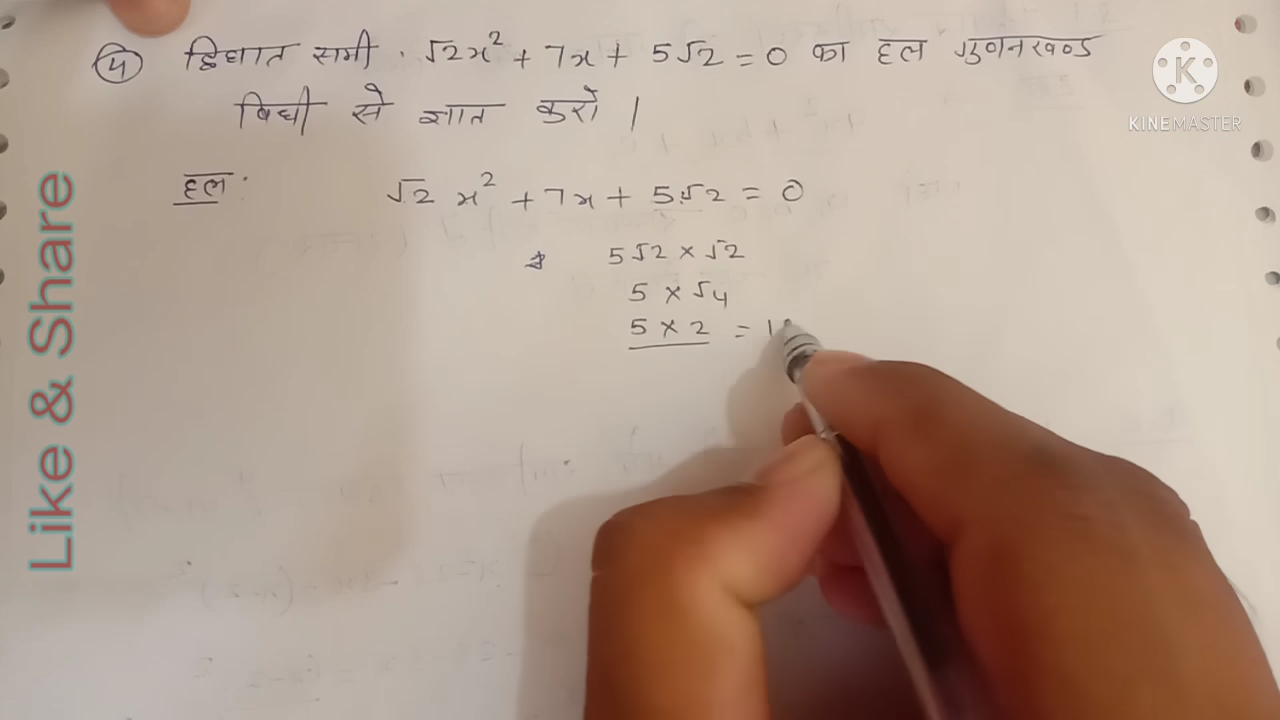 ④ द्विघात समी. √2x² + 7x + 5√2 = 0 का हल गुणनखण्ड
विधी से ज्ञात करो |
हल:
√2 x² + 7x + 5√2 = 0
5√2 × √2
5 × √4
5 × 2 = 10
KINEMASTER
Like & Share